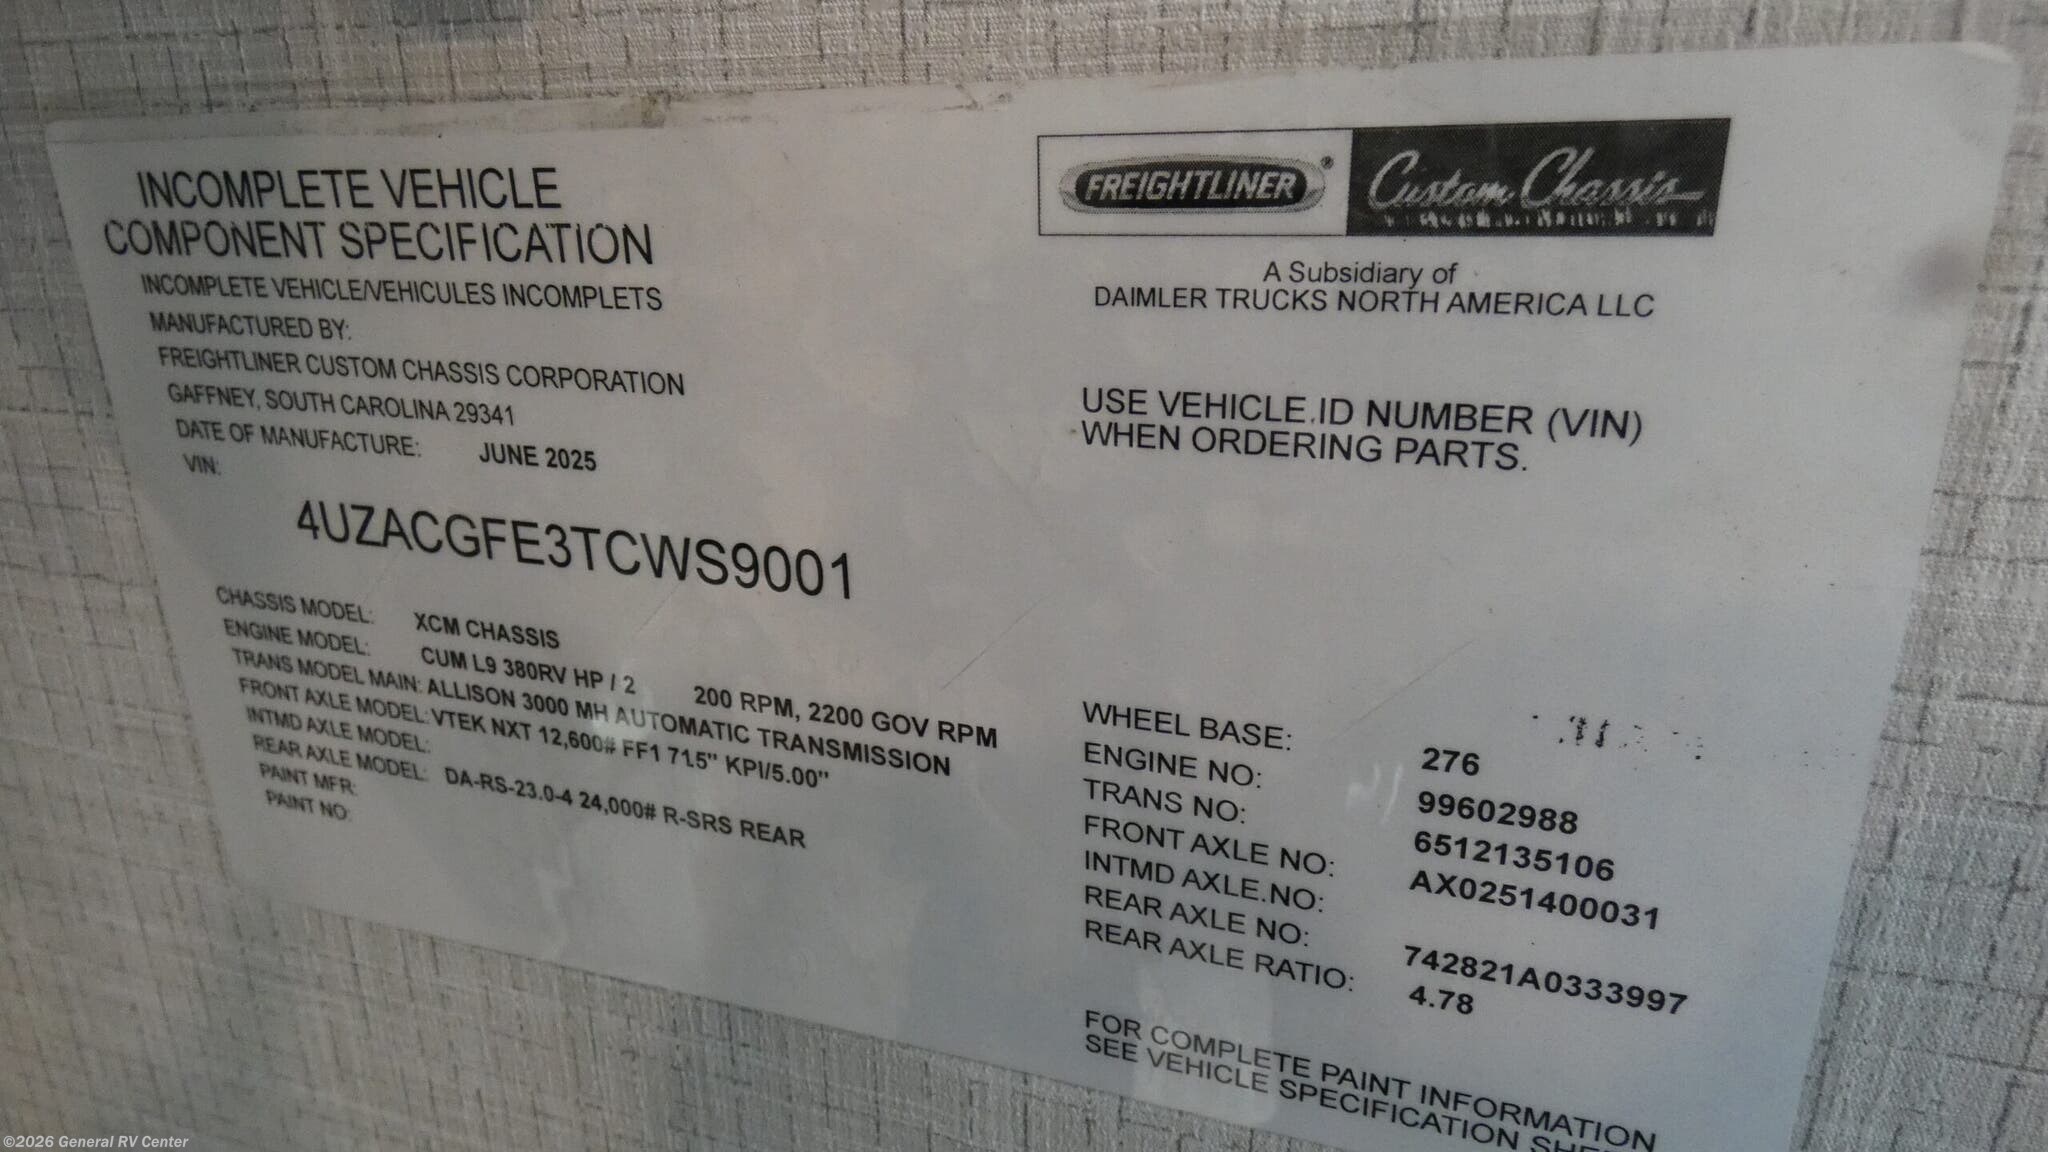 INCOMPLETE VEHICLE
COMPONENT SPECIFICATION
INCOMPLETE VEHICLE/VEHICULES INCOMPLETS
MANUFACTURED BY:
FREIGHTLINER CUSTOM CHASSIS CORPORATION
GAFFNEY, SOUTH CAROLINA 29341
DATE OF MANUFACTURE: JUNE 2025
VIN:
4UZACGFE3TCWS9001
CHASSIS MODEL: XCM CHASSIS
ENGINE MODEL: CUM L9 380RV HP / 2 200 RPM, 2200 GOV RPM
TRANS MODEL MAIN: ALLISON 3000 MH AUTOMATIC TRANSMISSION
FRONT AXLE MODEL: VTEK NXT 12,600# FF1 71.5" KPI/5.00"
INTMD AXLE MODEL:
REAR AXLE MODEL: DA-RS-23.0-4 24,000# R-SRS REAR
PAINT MFR:
PAINT NO:
FREIGHTLINER® Custom Chassis
A Subsidiary of
DAIMLER TRUCKS NORTH AMERICA LLC
USE VEHICLE ID NUMBER (VIN)
WHEN ORDERING PARTS.
WHEEL BASE: 276
ENGINE NO: 99602988
TRANS NO: 6512135106
FRONT AXLE NO: AX0251400031
INTMD AXLE NO:
REAR AXLE NO: 742821A0333997
REAR AXLE RATIO: 4.78
FOR COMPLETE PAINT INFORMATION
SEE VEHICLE SPECIFICATION
©2026 General RV Center